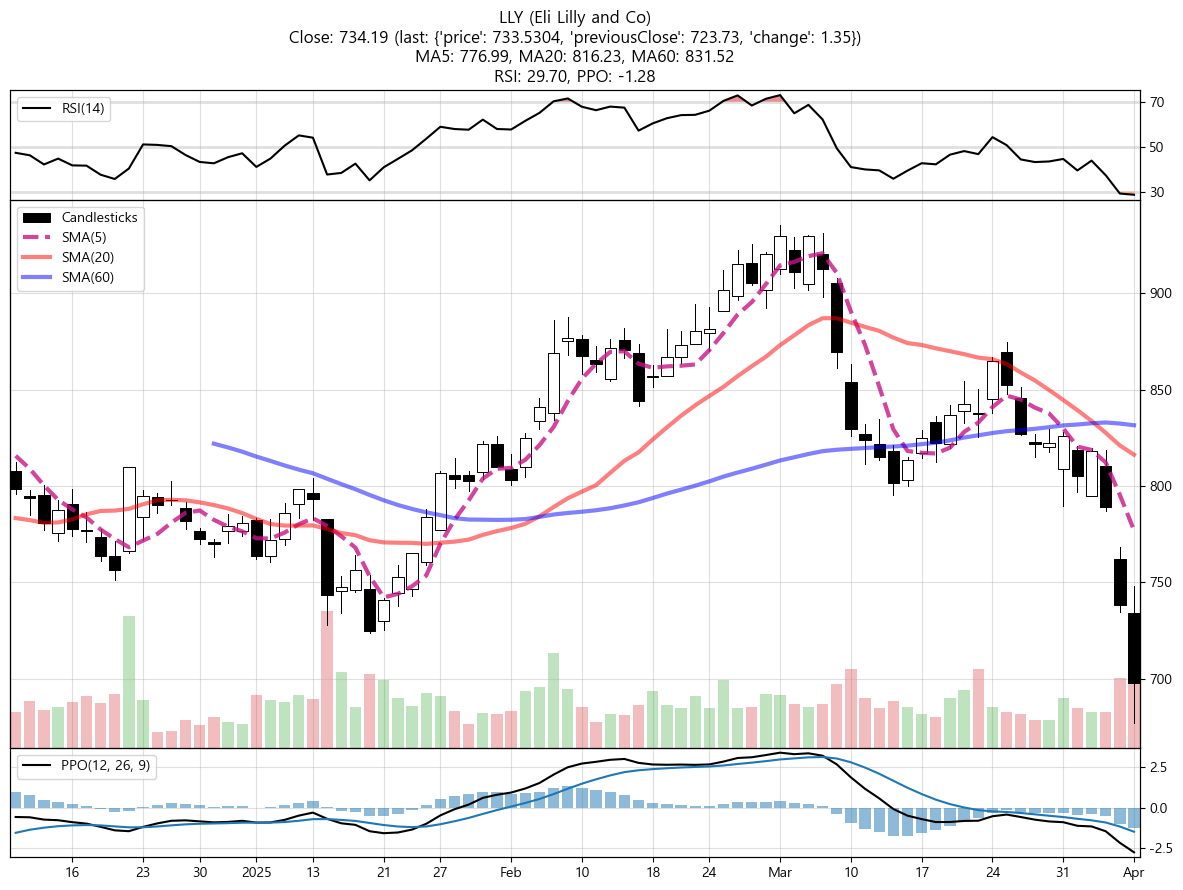 LLY (Eli Lilly and Co)
Close: 734.19 (last: {'price': 733.5304, 'previousClose': 723.73, 'change': 1.35})
MA5: 776.99, MA20: 816.23, MA60: 831.52
RSI: 29.70, PPO: -1.28
RSI(14)
70
50
30
Candlesticks
SMA(5)
SMA(20)
SMA(60)
900
850
800
750
700
PPO(12, 26, 9)
2.5
0.0
-2.5
16 23 30 2025 13 21 27 Feb 10 18 24 Mar 10 17 24 31 Apr